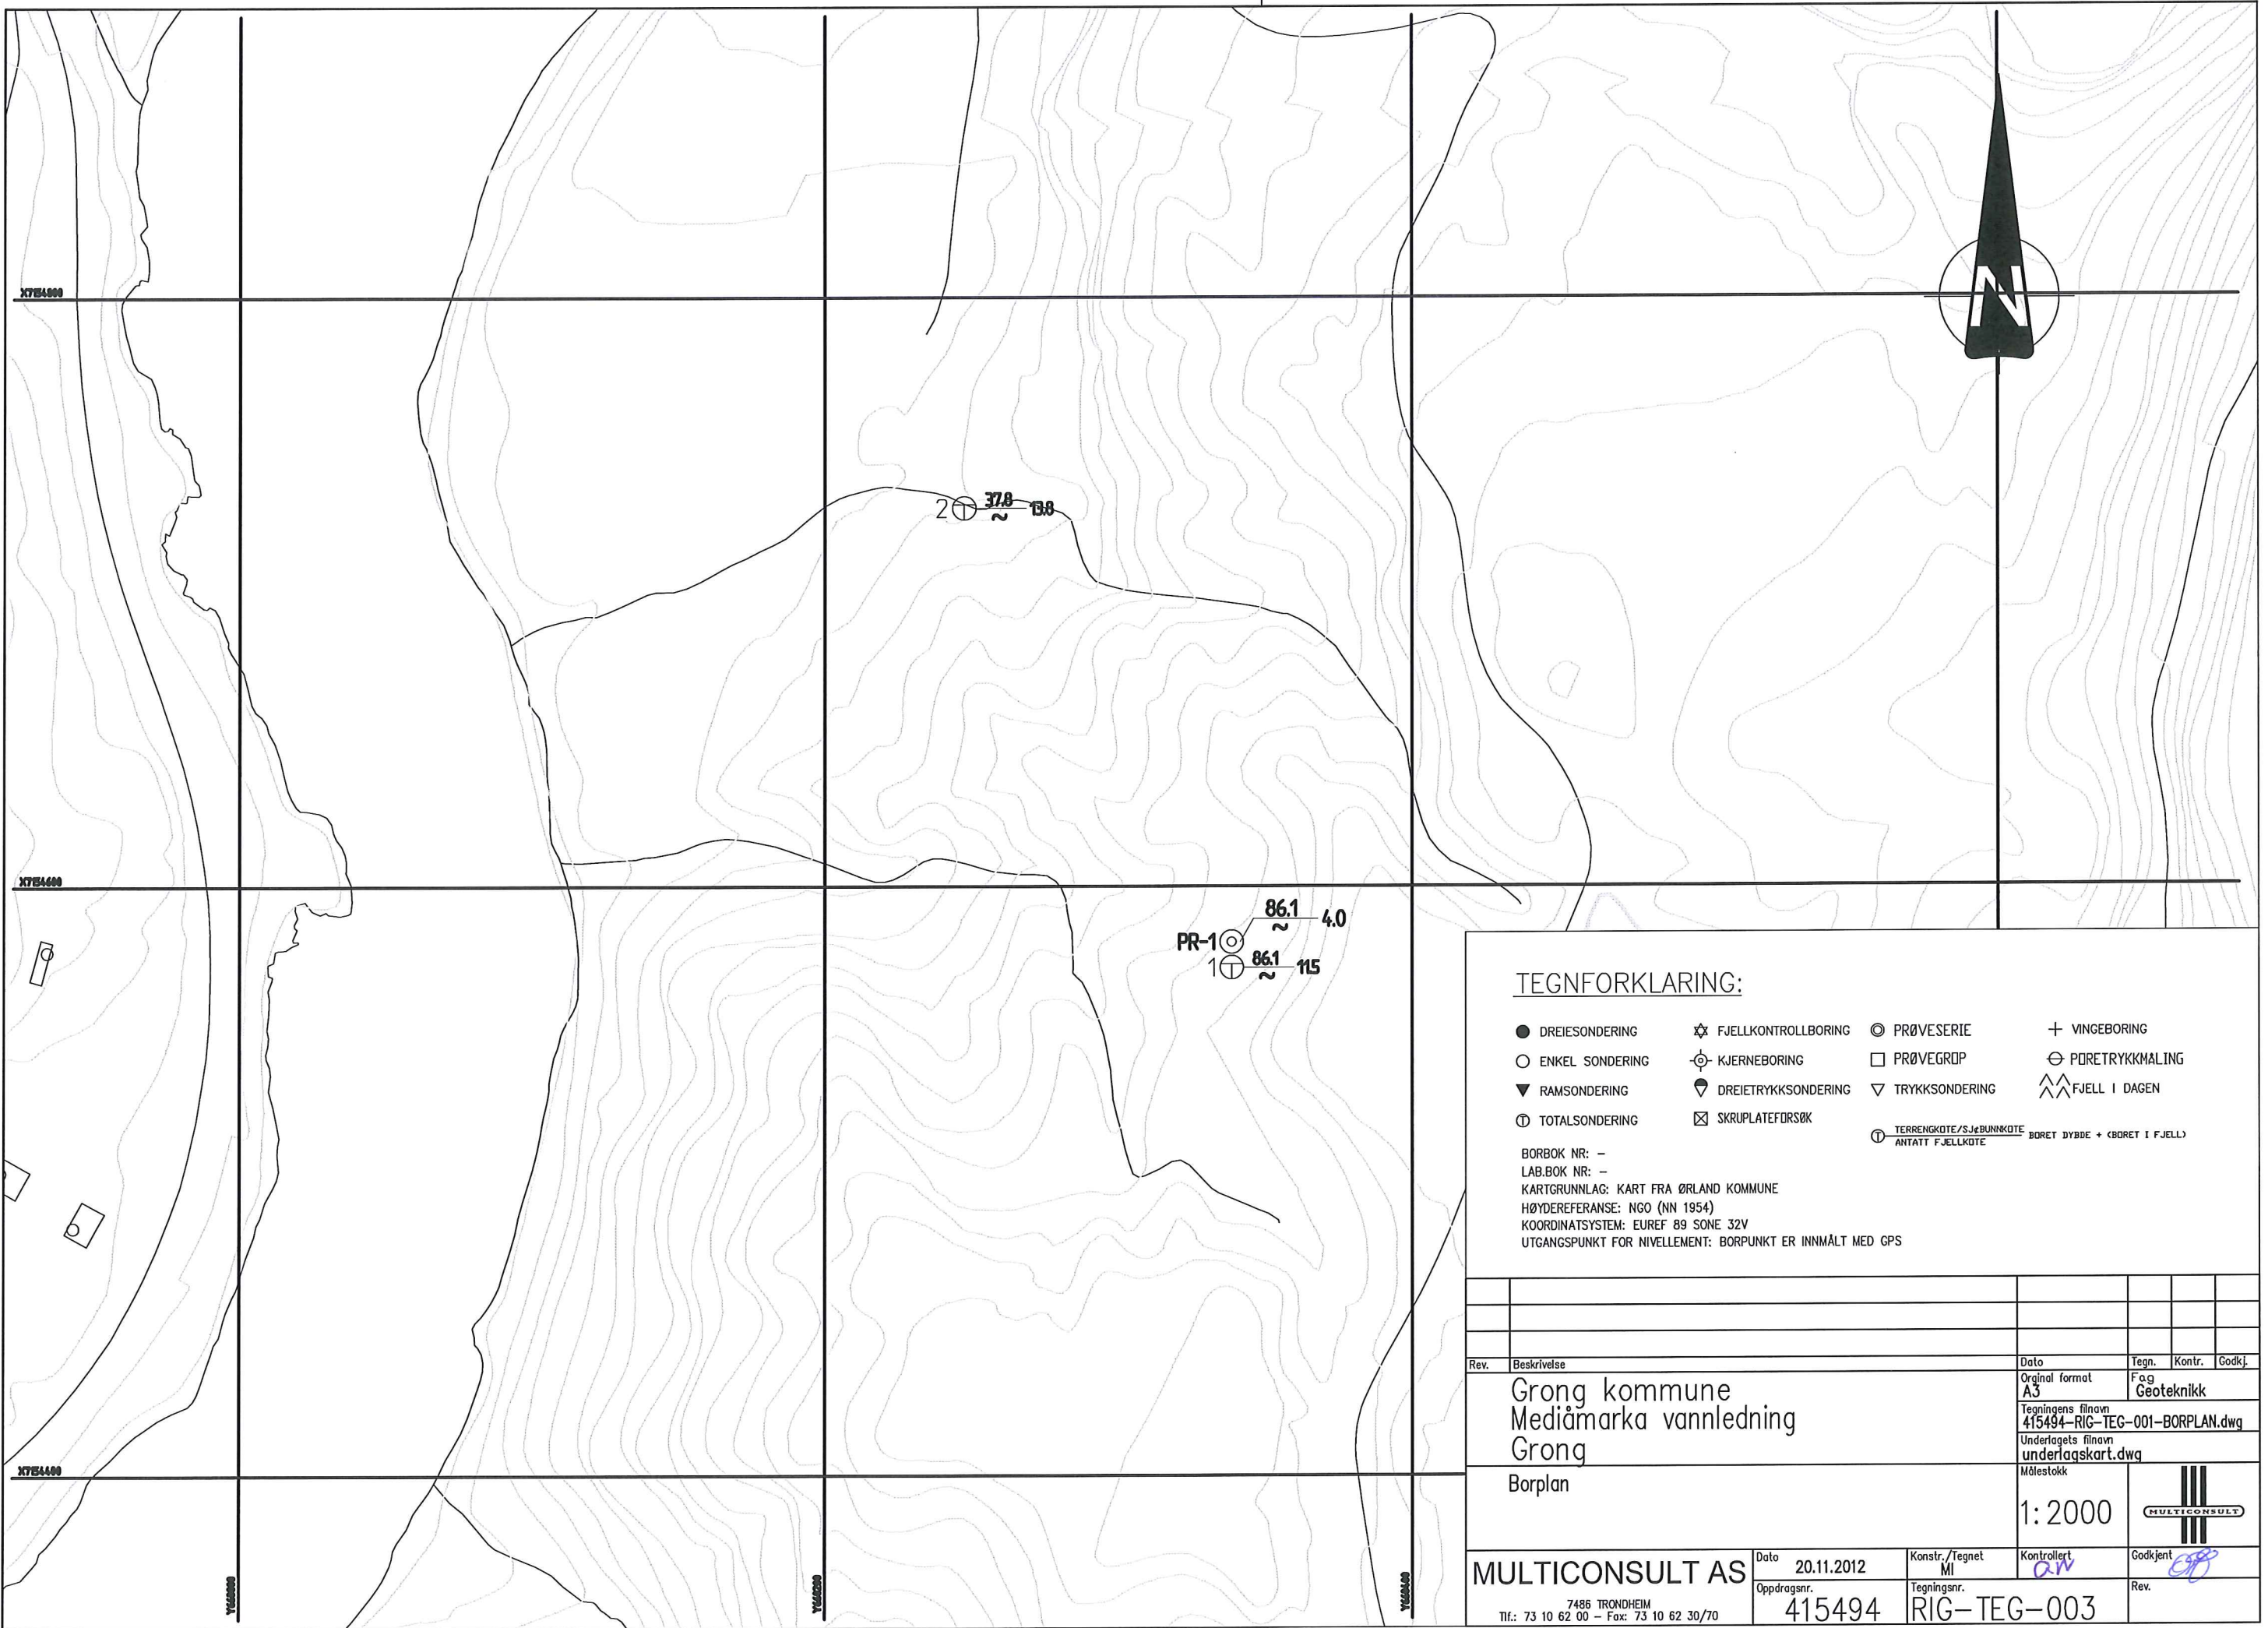 N
X7154800
2 37.8 13.8
~
X7154600
86.1 4.0
~
PR-1
1 86.1 11.5
~
X7154400
Y660000
Y660200
Y660400
TEGNFORKLARING:
DREIESONDERING
FJELLKONTROLLBORING
PRØVESERIE
VINGEBORING
ENKEL SONDERING
KJERNEBORING
PRØVEGROP
PORETRYKKMÅLING
RAMSONDERING
DREIETRYKKSONDERING
TRYKKSONDERING
FJELL I DAGEN
TOTALSONDERING
SKRUPLATEFORSØK
TERRENGKOTE/SJ¢BUNNKOTE
ANTATT FJELLKOTE
BORET DYBDE + (BORET I FJELL)
BORBOK NR: –
LAB.BOK NR: –
KARTGRUNNLAG: KART FRA ØRLAND KOMMUNE
HØYDEREFERANSE: NGO (NN 1954)
KOORDINATSYSTEM: EUREF 89 SONE 32V
UTGANGSPUNKT FOR NIVELLEMENT: BORPUNKT ER INNMÅLT MED GPS
Rev. Beskrivelse Dato Tegn. Kontr. Godkj.
Grong kommune
Mediåmarka vannledning
Grong
Orginal format
A3
Fag
Geoteknikk
Tegningens filnavn
415494-RIG-TEG-001-BORPLAN.dwg
Underlagets filnavn
underlagskart.dwg
Borplan
Målestokk
1:2000
MULTICONSULT
MULTICONSULT AS
7486 TRONDHEIM
Tlf.: 73 10 62 00 – Fax: 73 10 62 30/70
Dato
20.11.2012
Konstr./Tegnet
MI
Kontrollert
Godkjent
Oppdragsnr.
415494
Tegningsnr.
RIG-TEG-003
Rev.